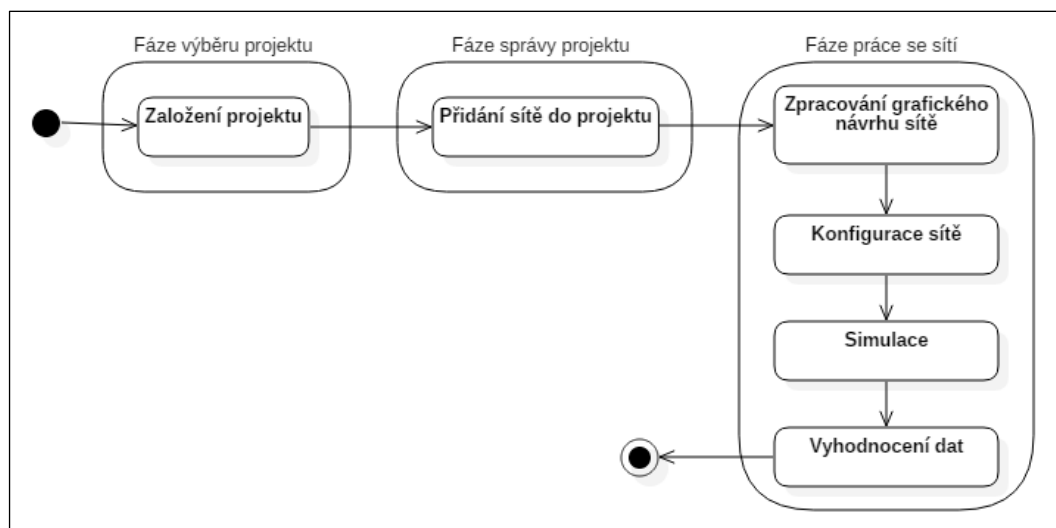 Fáze výběru projektu
Založení projektu
Fáze správy projektu
Přidání sítě do projektu
Fáze práce se sítí
Zpracování grafického
návrhu sítě
Konfigurace sítě
Simulace
Vyhodnocení dat